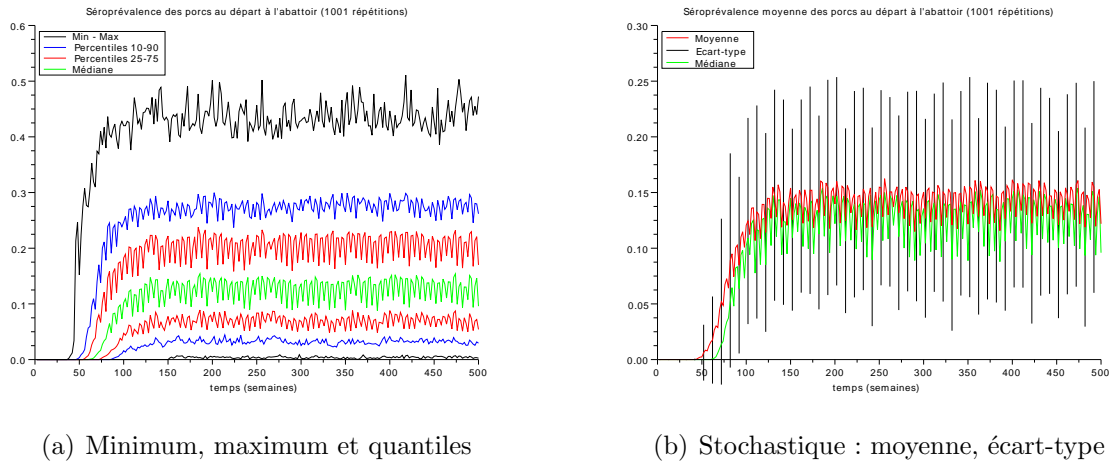 Séroprévalence des porcs au départ à l'abattoir (1001 répétitions)
0.6
0.5
0.4
0.3
0.2
0.1
0.0
Min - Max
Percentiles 10-90
Percentiles 25-75
Médiane
0 50 100 150 200 250 300 350 400 450 500
temps (semaines)
(a) Minimum, maximum et quantiles
Séroprévalence moyenne des porcs au départ à l'abattoir (1001 répétitions)
0.30
0.25
0.20
0.15
0.10
0.05
0.00
Moyenne
Ecart-type
Médiane
0 50 100 150 200 250 300 350 400 450 500
temps (semaines)
(b) Stochastique : moyenne, écart-type